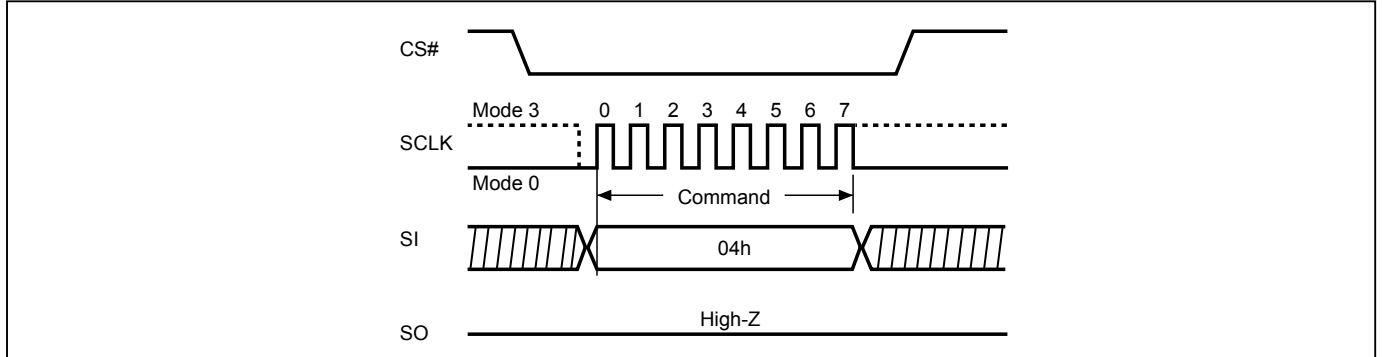 CS#
Mode 3 0 1 2 3 4 5 6 7
SCLK
Mode 0
Command
SI
04h
High-Z
SO